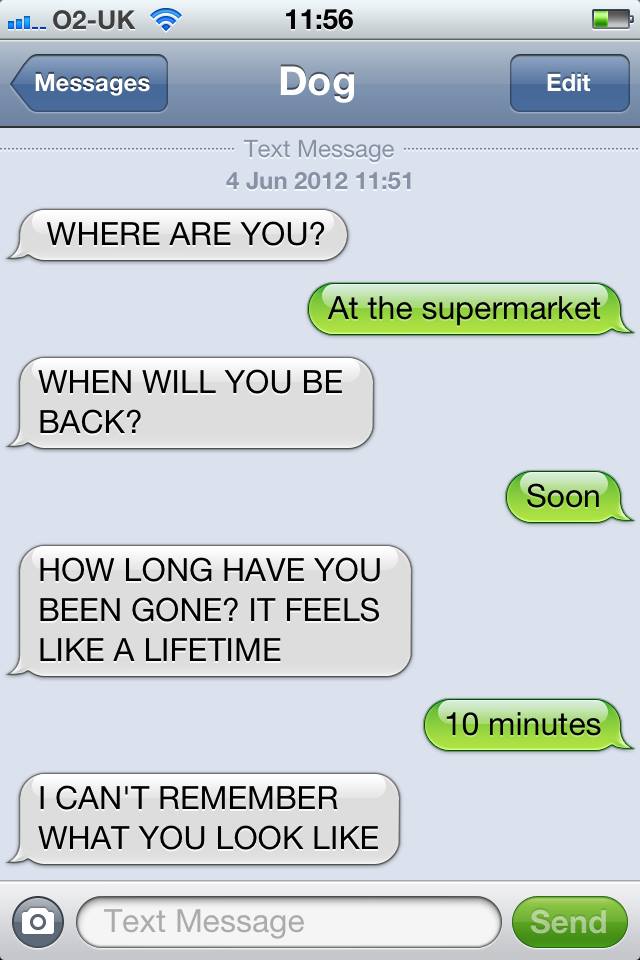 O2-UK 11:56
Messages Dog Edit
Text Message
4 Jun 2012 11:51
WHERE ARE YOU?
At the supermarket
WHEN WILL YOU BE
BACK?
Soon
HOW LONG HAVE YOU
BEEN GONE? IT FEELS
LIKE A LIFETIME
10 minutes
I CAN'T REMEMBER
WHAT YOU LOOK LIKE
Text Message Send